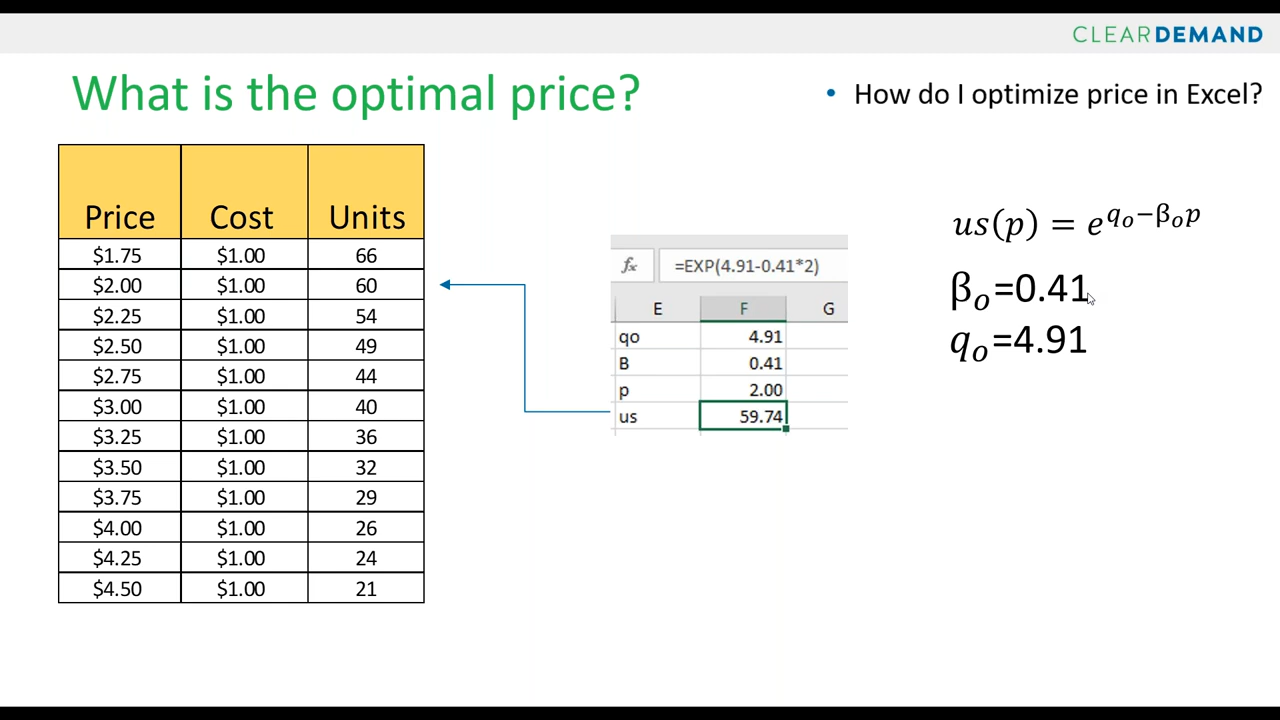 CLEARDEMAND
What is the optimal price?
• How do I optimize price in Excel?
Price Cost Units
$1.75 $1.00 66
$2.00 $1.00 60
$2.25 $1.00 54
$2.50 $1.00 49
$2.75 $1.00 44
$3.00 $1.00 40
$3.25 $1.00 36
$3.50 $1.00 32
$3.75 $1.00 29
$4.00 $1.00 26
$4.25 $1.00 24
$4.50 $1.00 21
fx =EXP(4.91-0.41*2)
E F G
qo 4.91
B 0.41
p 2.00
us 59.74
us(p) = e^{q_o−β_o p}
β_o=0.41
q_o=4.91